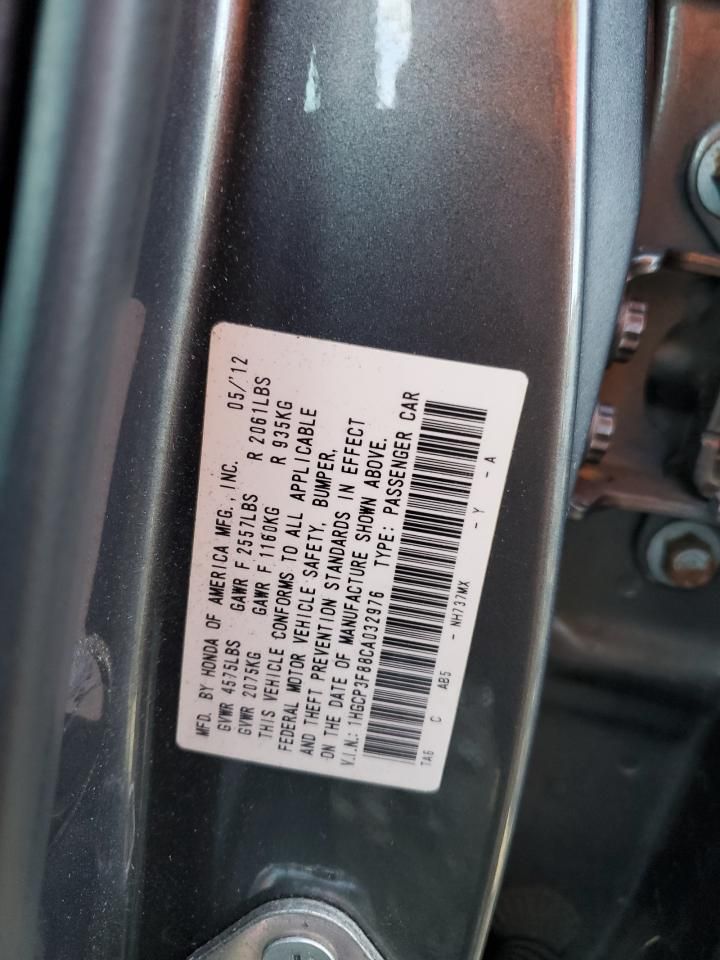 MFD. BY HONDA OF AMERICA MFG., INC. 05/'12
GVWR 4575LBS GAWR F 2557LBS R 2061LBS
GVWR 2075KG GAWR F 1160KG R 935KG
THIS VEHICLE CONFORMS TO ALL APPLICABLE
FEDERAL MOTOR VEHICLE SAFETY, BUMPER,
AND THEFT PREVENTION STANDARDS IN EFFECT
ON THE DATE OF MANUFACTURE SHOWN ABOVE.
V.I.N.: 1HGCP3F88CA032976 TYPE: PASSENGER CAR
TA6 C AB5 - NH737MX - Y - A